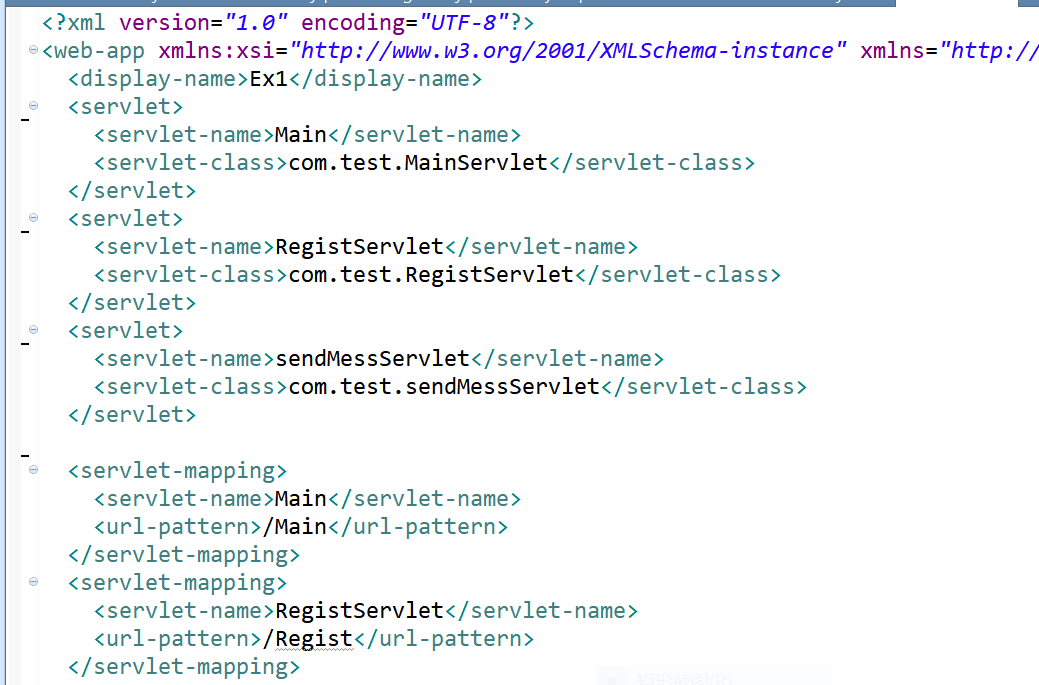 <?xml version="1.0" encoding="UTF-8"?>
<web-app xmlns:xsi="http://www.w3.org/2001/XMLSchema-instance" xmlns="http://
<display-name>Ex1</display-name>
<servlet>
<servlet-name>Main</servlet-name>
<servlet-class>com.test.MainServlet</servlet-class>
</servlet>
<servlet>
<servlet-name>RegistServlet</servlet-name>
<servlet-class>com.test.RegistServlet</servlet-class>
</servlet>
<servlet>
<servlet-name>sendMessServlet</servlet-name>
<servlet-class>com.test.sendMessServlet</servlet-class>
</servlet>
<servlet-mapping>
<servlet-name>Main</servlet-name>
<url-pattern>/Main</url-pattern>
</servlet-mapping>
<servlet-mapping>
<servlet-name>RegistServlet</servlet-name>
<url-pattern>/Regist</url-pattern>
</servlet-mapping>